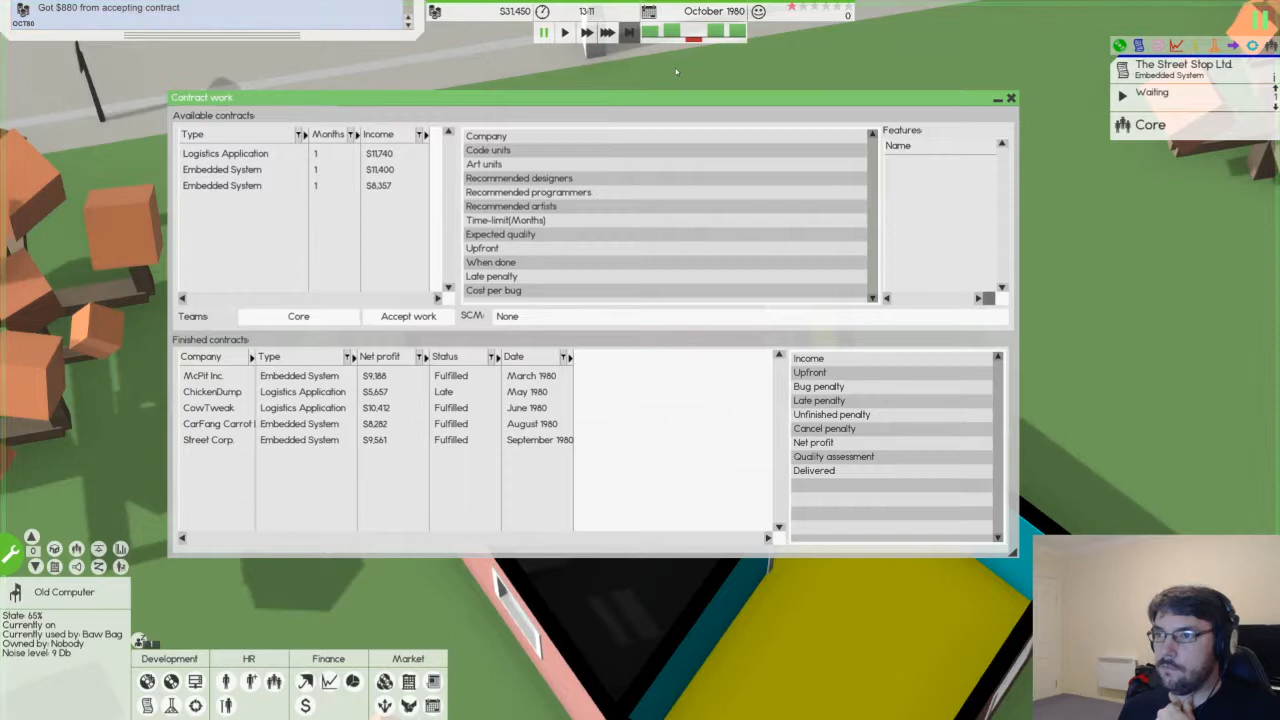 Got $880 from accepting contract
OCT80
$31,450
13:11
October 1980
0
The Street Stop Ltd.
Embedded System
i
Waiting
1
Core
Contract work
Available contracts:
Type
Months
Income
Logistics Application
1
$11,740
Embedded System
1
$11,400
Embedded System
1
$8,357
Company
Code units
Art units
Recommended designers
Recommended programmers
Recommended artists
Time-limit(Months)
Expected quality
Upfront
When done
Late penalty
Cost per bug
Features:
Name
Teams:
Core
Accept work
SCM:
None
Finished contracts:
Company
Type
Net profit
Status
Date
McPit Inc.
Embedded System
$9,188
Fulfilled
March 1980
ChickenDump
Logistics Application
$5,657
Late
May 1980
CowTweak
Logistics Application
$10,412
Fulfilled
June 1980
CarFang Carrot
Embedded System
$8,282
Fulfilled
August 1980
Street Corp.
Embedded System
$9,561
Fulfilled
September 1980
Income
Upfront
Bug penalty
Late penalty
Unfinished penalty
Cancel penalty
Net profit
Quality assessment
Delivered
0
Old Computer
State: 65%
Currently on
Currently used by: Baw Bag
Owned by: Nobody
Noise level: 9 Db
1
Development
HR
Finance
Market